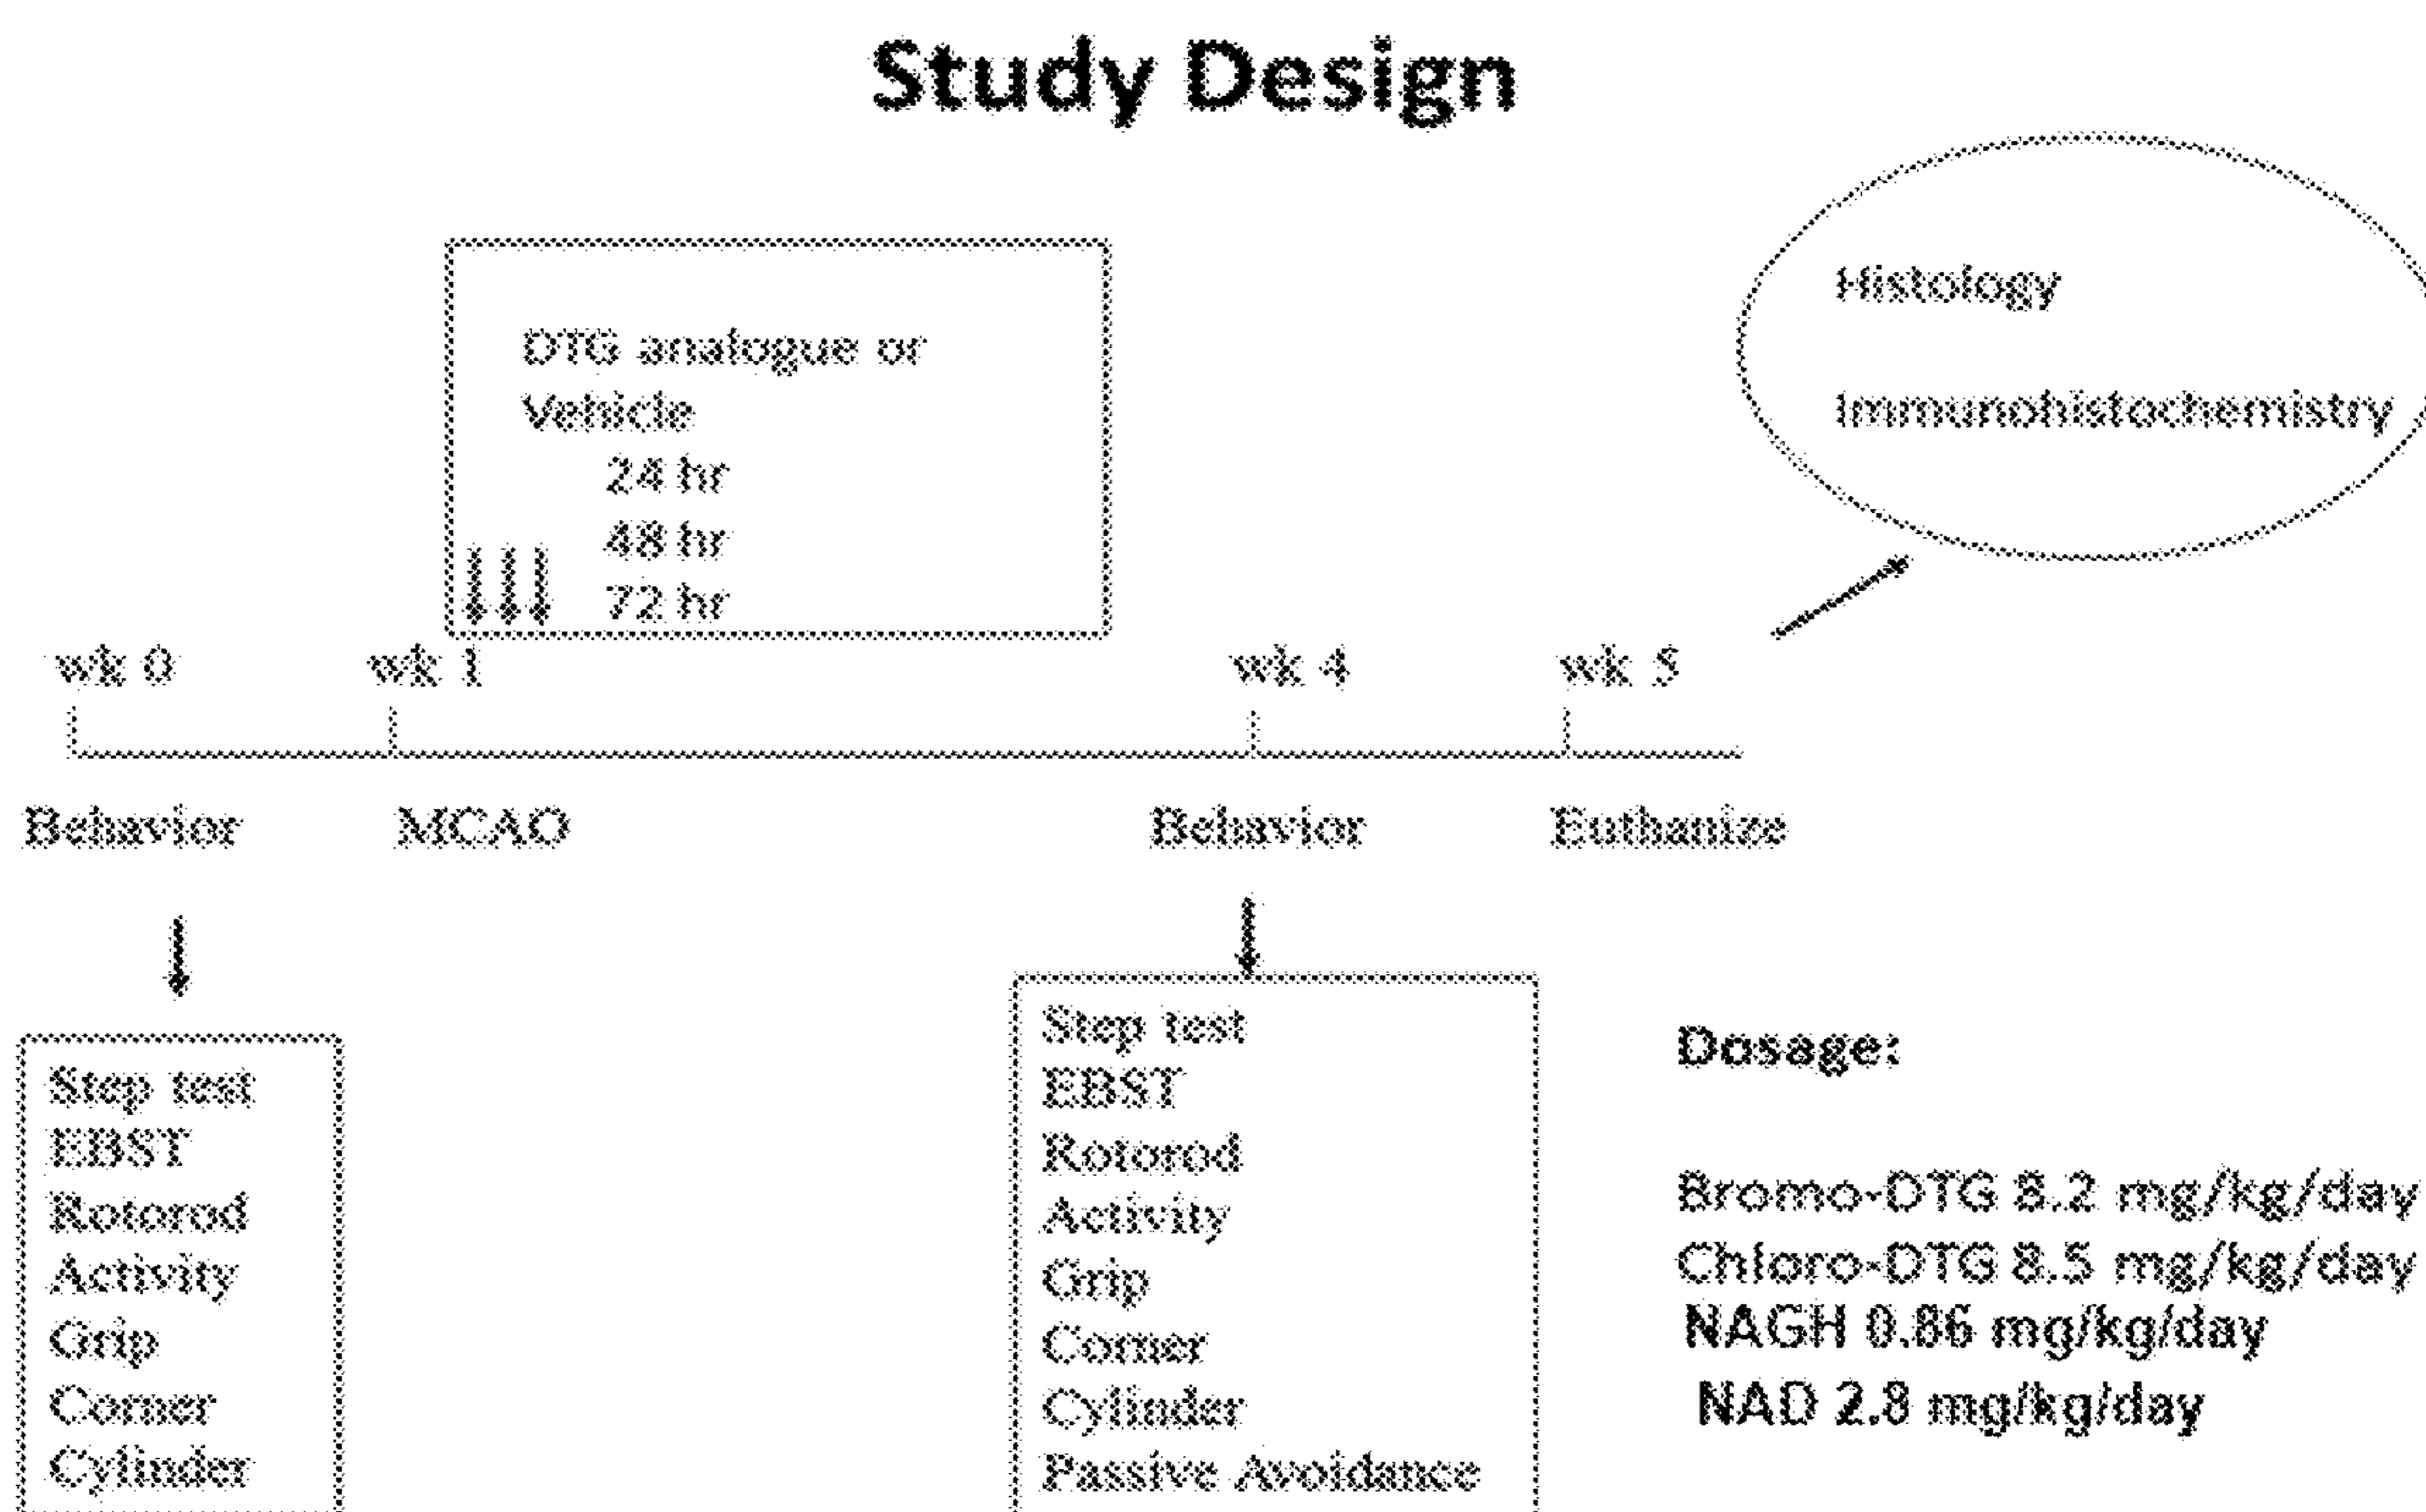 Study Design
DTG analogue or
Vehicle
24 hr
48 hr
72 hr
Histology
Immunohistochemistry
wk 0
wk 1
wk 4
wk 5
Behavior
MCAO
Behavior
Euthanize
Step test
EBST
Rotorod
Activity
Grip
Corner
Cylinder
Step test
EBST
Rotorod
Activity
Grip
Corner
Cylinder
Passive Avoidance
Dosage:
Bromo-DTG 8.2 mg/kg/day
Chloro-DTG 8.5 mg/kg/day
NAGH 0.86 mg/kg/day
NAD 2.8 mg/kg/day